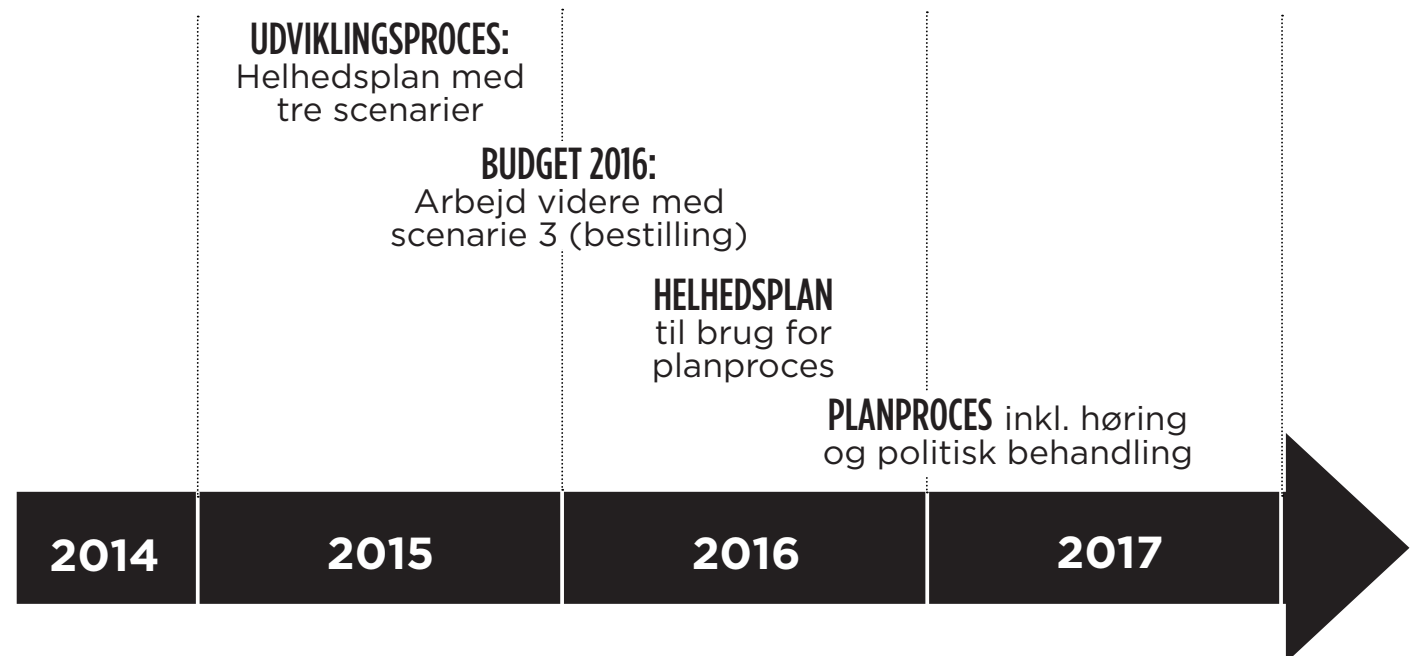 UDVIKLINGSPROCES:
Helhedsplan med
tre scenarier
BUDGET 2016:
Arbejd videre med
scenarie 3 (bestilling)
HELHEDSPLAN
til brug for
planproces
PLANPROCES inkl. høring
og politisk behandling
2014 2015 2016 2017